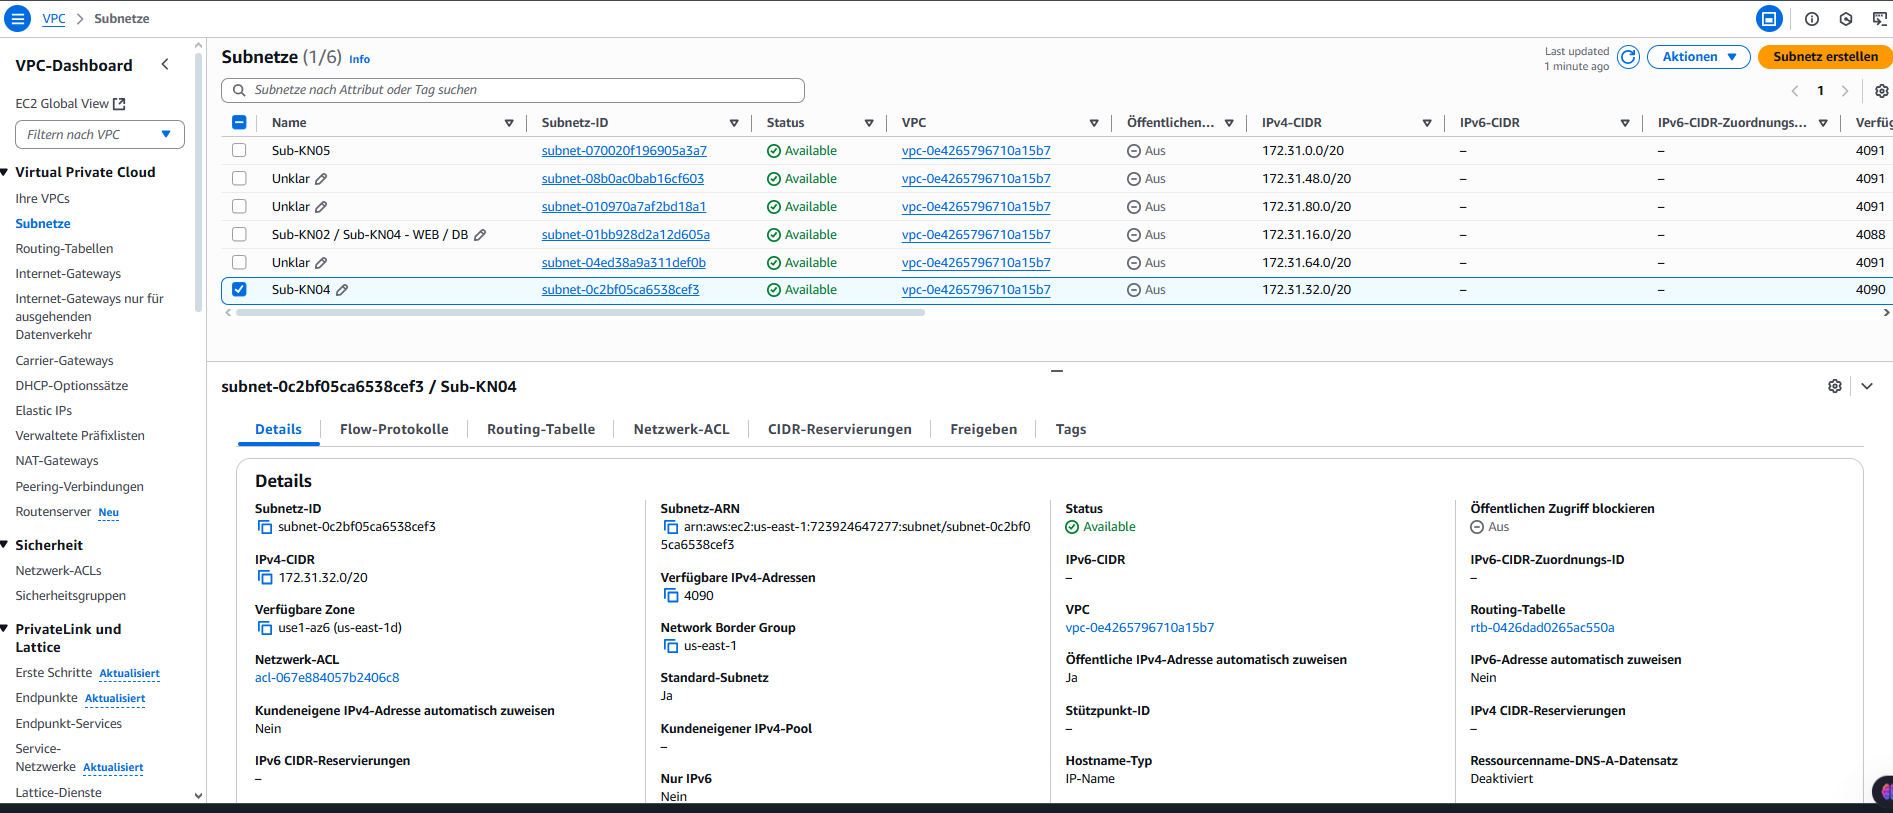 VPC > Subnetze
VPC-Dashboard
EC2 Global View
Filtern nach VPC
Virtual Private Cloud
Ihre VPCs
Subnetze
Routing-Tabellen
Internet-Gateways
Internet-Gateways nur für
ausgehenden
Datenverkehr
Carrier-Gateways
DHCP-Optionssätze
Elastic IPs
Verwaltete Präfixlisten
NAT-Gateways
Peering-Verbindungen
Routenserver Neu
Sicherheit
Netzwerk-ACLs
Sicherheitsgruppen
PrivateLink und
Lattice
Erste Schritte Aktualisiert
Endpunkte Aktualisiert
Endpunkt-Services
Service-
Netzwerke Aktualisiert
Lattice-Dienste
Subnetze (1/6) Info
Last updated
1 minute ago
Aktionen
Subnetz erstellen
Subnetze nach Attribut oder Tag suchen
1
Name Subnetz-ID Status VPC Öffentlichen... IPv4-CIDR IPv6-CIDR IPv6-CIDR-Zuordnungs... Verfüg
Sub-KN05 subnet-070020f196905a3a7 Available vpc-0e4265796710a15b7 Aus 172.31.0.0/20 – – 4091
Unklar subnet-08b0ac0bab16cf603 Available vpc-0e4265796710a15b7 Aus 172.31.48.0/20 – – 4091
Unklar subnet-010970a7af2bd18a1 Available vpc-0e4265796710a15b7 Aus 172.31.80.0/20 – – 4091
Sub-KN02 / Sub-KN04 - WEB / DB subnet-01bb928d2a12d605a Available vpc-0e4265796710a15b7 Aus 172.31.16.0/20 – – 4088
Unklar subnet-04ed38a9a311def0b Available vpc-0e4265796710a15b7 Aus 172.31.64.0/20 – – 4091
Sub-KN04 subnet-0c2bf05ca6538cef3 Available vpc-0e4265796710a15b7 Aus 172.31.32.0/20 – – 4090
subnet-0c2bf05ca6538cef3 / Sub-KN04
Details Flow-Protokolle Routing-Tabelle Netzwerk-ACL CIDR-Reservierungen Freigeben Tags
Details
Subnetz-ID
subnet-0c2bf05ca6538cef3
IPv4-CIDR
172.31.32.0/20
Verfügbare Zone
use1-az6 (us-east-1d)
Netzwerk-ACL
acl-067e884057b2406c8
Kundeneigene IPv4-Adresse automatisch zuweisen
Nein
IPv6 CIDR-Reservierungen
–
Subnetz-ARN
arn:aws:ec2:us-east-1:723924647277:subnet/subnet-0c2bf0
5ca6538cef3
Verfügbare IPv4-Adressen
4090
Network Border Group
us-east-1
Standard-Subnetz
Ja
Kundeneigener IPv4-Pool
–
Nur IPv6
Nein
Status
Available
IPv6-CIDR
–
VPC
vpc-0e4265796710a15b7
Öffentliche IPv4-Adresse automatisch zuweisen
Ja
Stützpunkt-ID
–
Hostname-Typ
IP-Name
Öffentlichen Zugriff blockieren
Aus
IPv6-CIDR-Zuordnungs-ID
–
Routing-Tabelle
rtb-0426dad0265ac550a
IPv6-Adresse automatisch zuweisen
Nein
IPv4 CIDR-Reservierungen
–
Ressourcenname-DNS-A-Datensatz
Deaktiviert